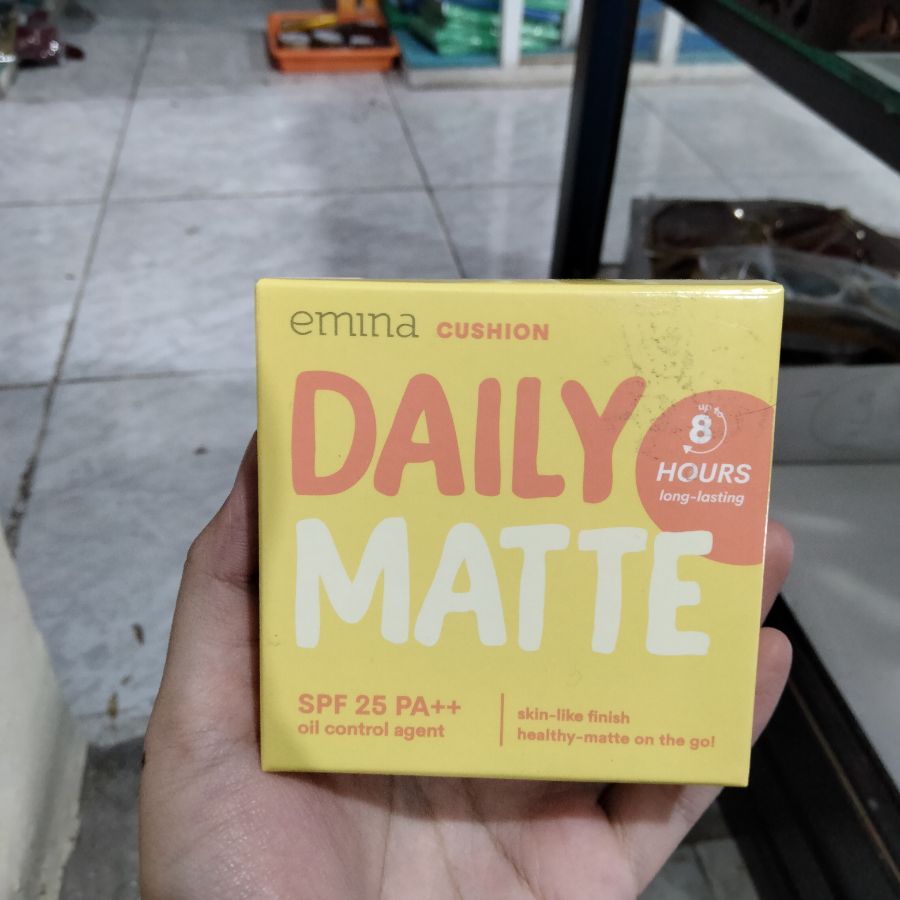 emina CUSHION
DAILY
MATTE
up to
8
HOURS
long-lasting
SPF 25 PA++
oil control agent
skin-like finish
healthy-matte on the go!